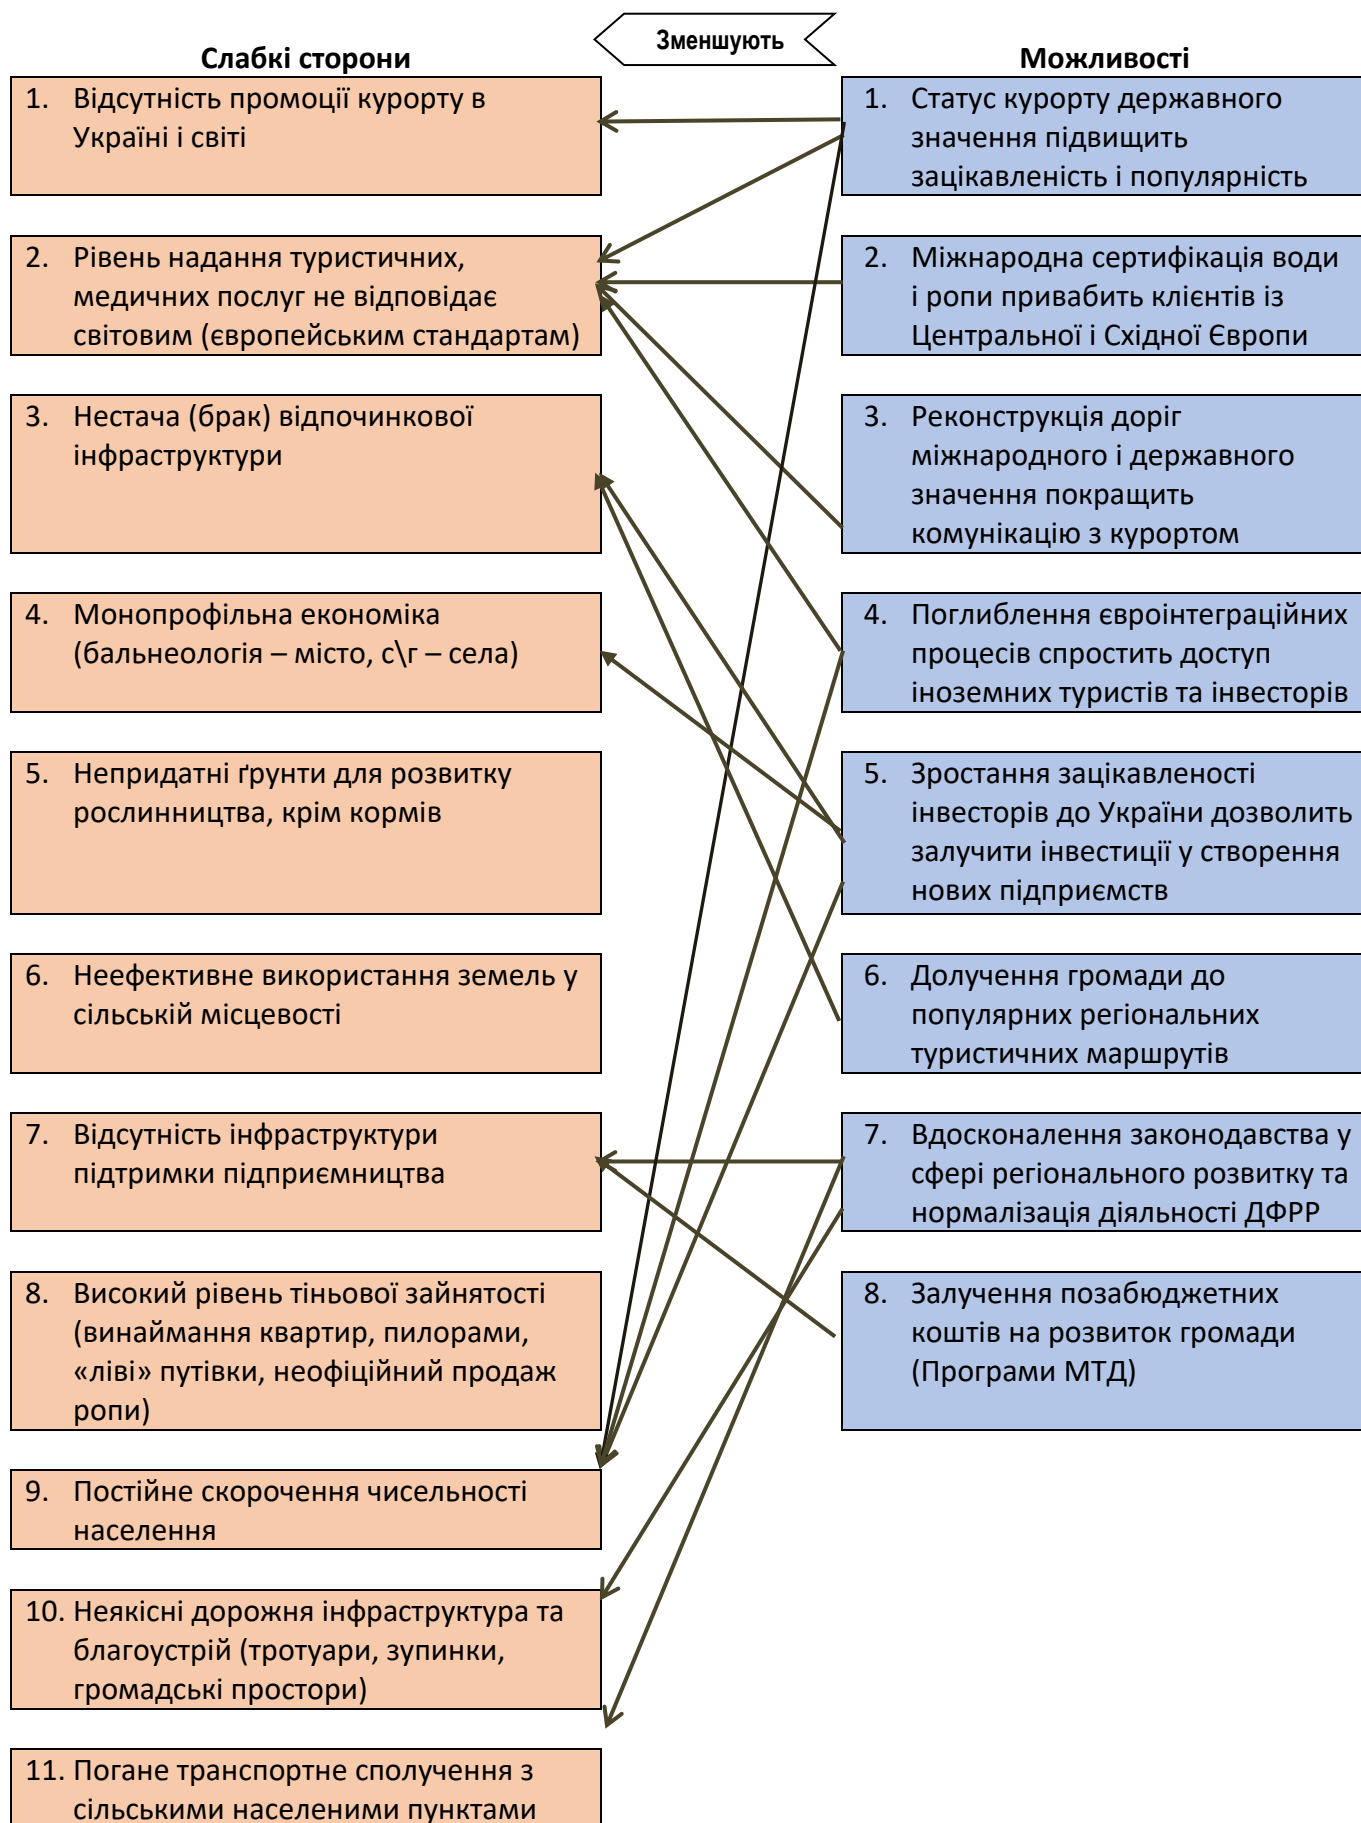 Зменшують
Слабкі сторони
1. Відсутність промоції курорту в
Україні і світі
2. Рівень надання туристичних,
медичних послуг не відповідає
світовим (європейським стандартам)
3. Нестача (брак) відпочинкової
інфраструктури
4. Монопрофільна економіка
(бальнеологія – місто, с\г – села)
5. Непридатні ґрунти для розвитку
рослинництва, крім кормів
6. Неефективне використання земель у
сільській місцевості
7. Відсутність інфраструктури
підтримки підприємництва
8. Високий рівень тіньової зайнятості
(винаймання квартир, пилорами,
«ліві» путівки, неофіційний продаж
ропи)
9. Постійне скорочення чисельності
населення
10. Неякісні дорожня інфраструктура та
благоустрій (тротуари, зупинки,
громадські простори)
11. Погане транспортне сполучення з
сільськими населеними пунктами
Можливості
1. Статус курорту державного
значення підвищить
зацікавленість і популярність
2. Міжнародна сертифікація води
і ропи привабить клієнтів із
Центральної і Східної Європи
3. Реконструкція доріг
міжнародного і державного
значення покращить
комунікацію з курортом
4. Поглиблення євроінтеграційних
процесів спростить доступ
іноземних туристів та інвесторів
5. Зростання зацікавленості
інвесторів до України дозволить
залучити інвестиції у створення
нових підприємств
6. Долучення громади до
популярних регіональних
туристичних маршрутів
7. Вдосконалення законодавства у
сфері регіонального розвитку та
нормалізація діяльності ДФРР
8. Залучення позабюджетних
коштів на розвиток громади
(Програми МТД)